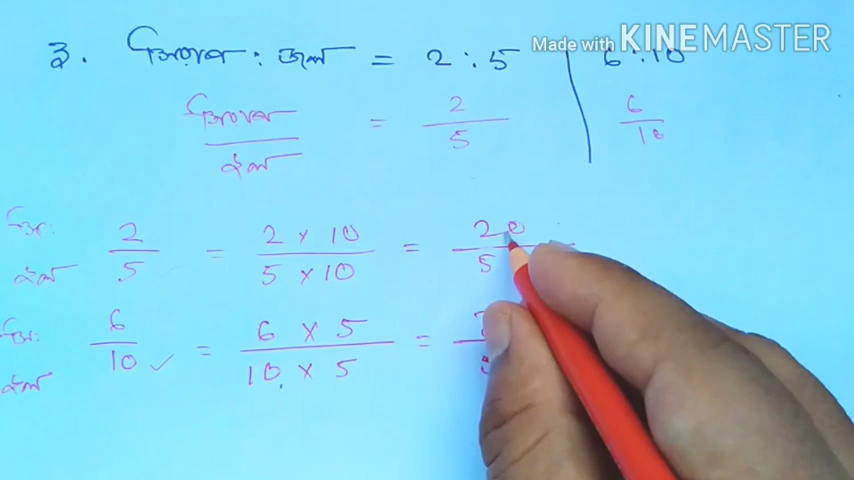 ২. সিরাপ : জল = 2 : 5 | 6 : 10
Made with KINEMASTER
সিরাপ / জল = 2 / 5 | 6 / 10
সি: / জল 2 / 5 = 2 × 10 / 5 × 10 = 20 / 5
সি: / জল 6 / 10 ✓ = 6 × 5 / 10 × 5 =